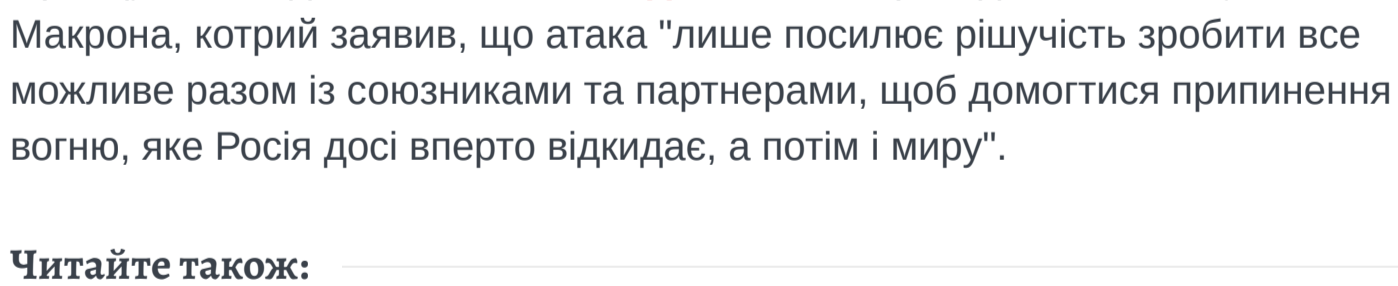 Макрона, котрий заявив, що атака "лише посилює рішучість зробити все
можливе разом із союзниками та партнерами, щоб домогтися припинення
вогню, яке Росія досі вперто відкидає, а потім і миру".
Читайте також: